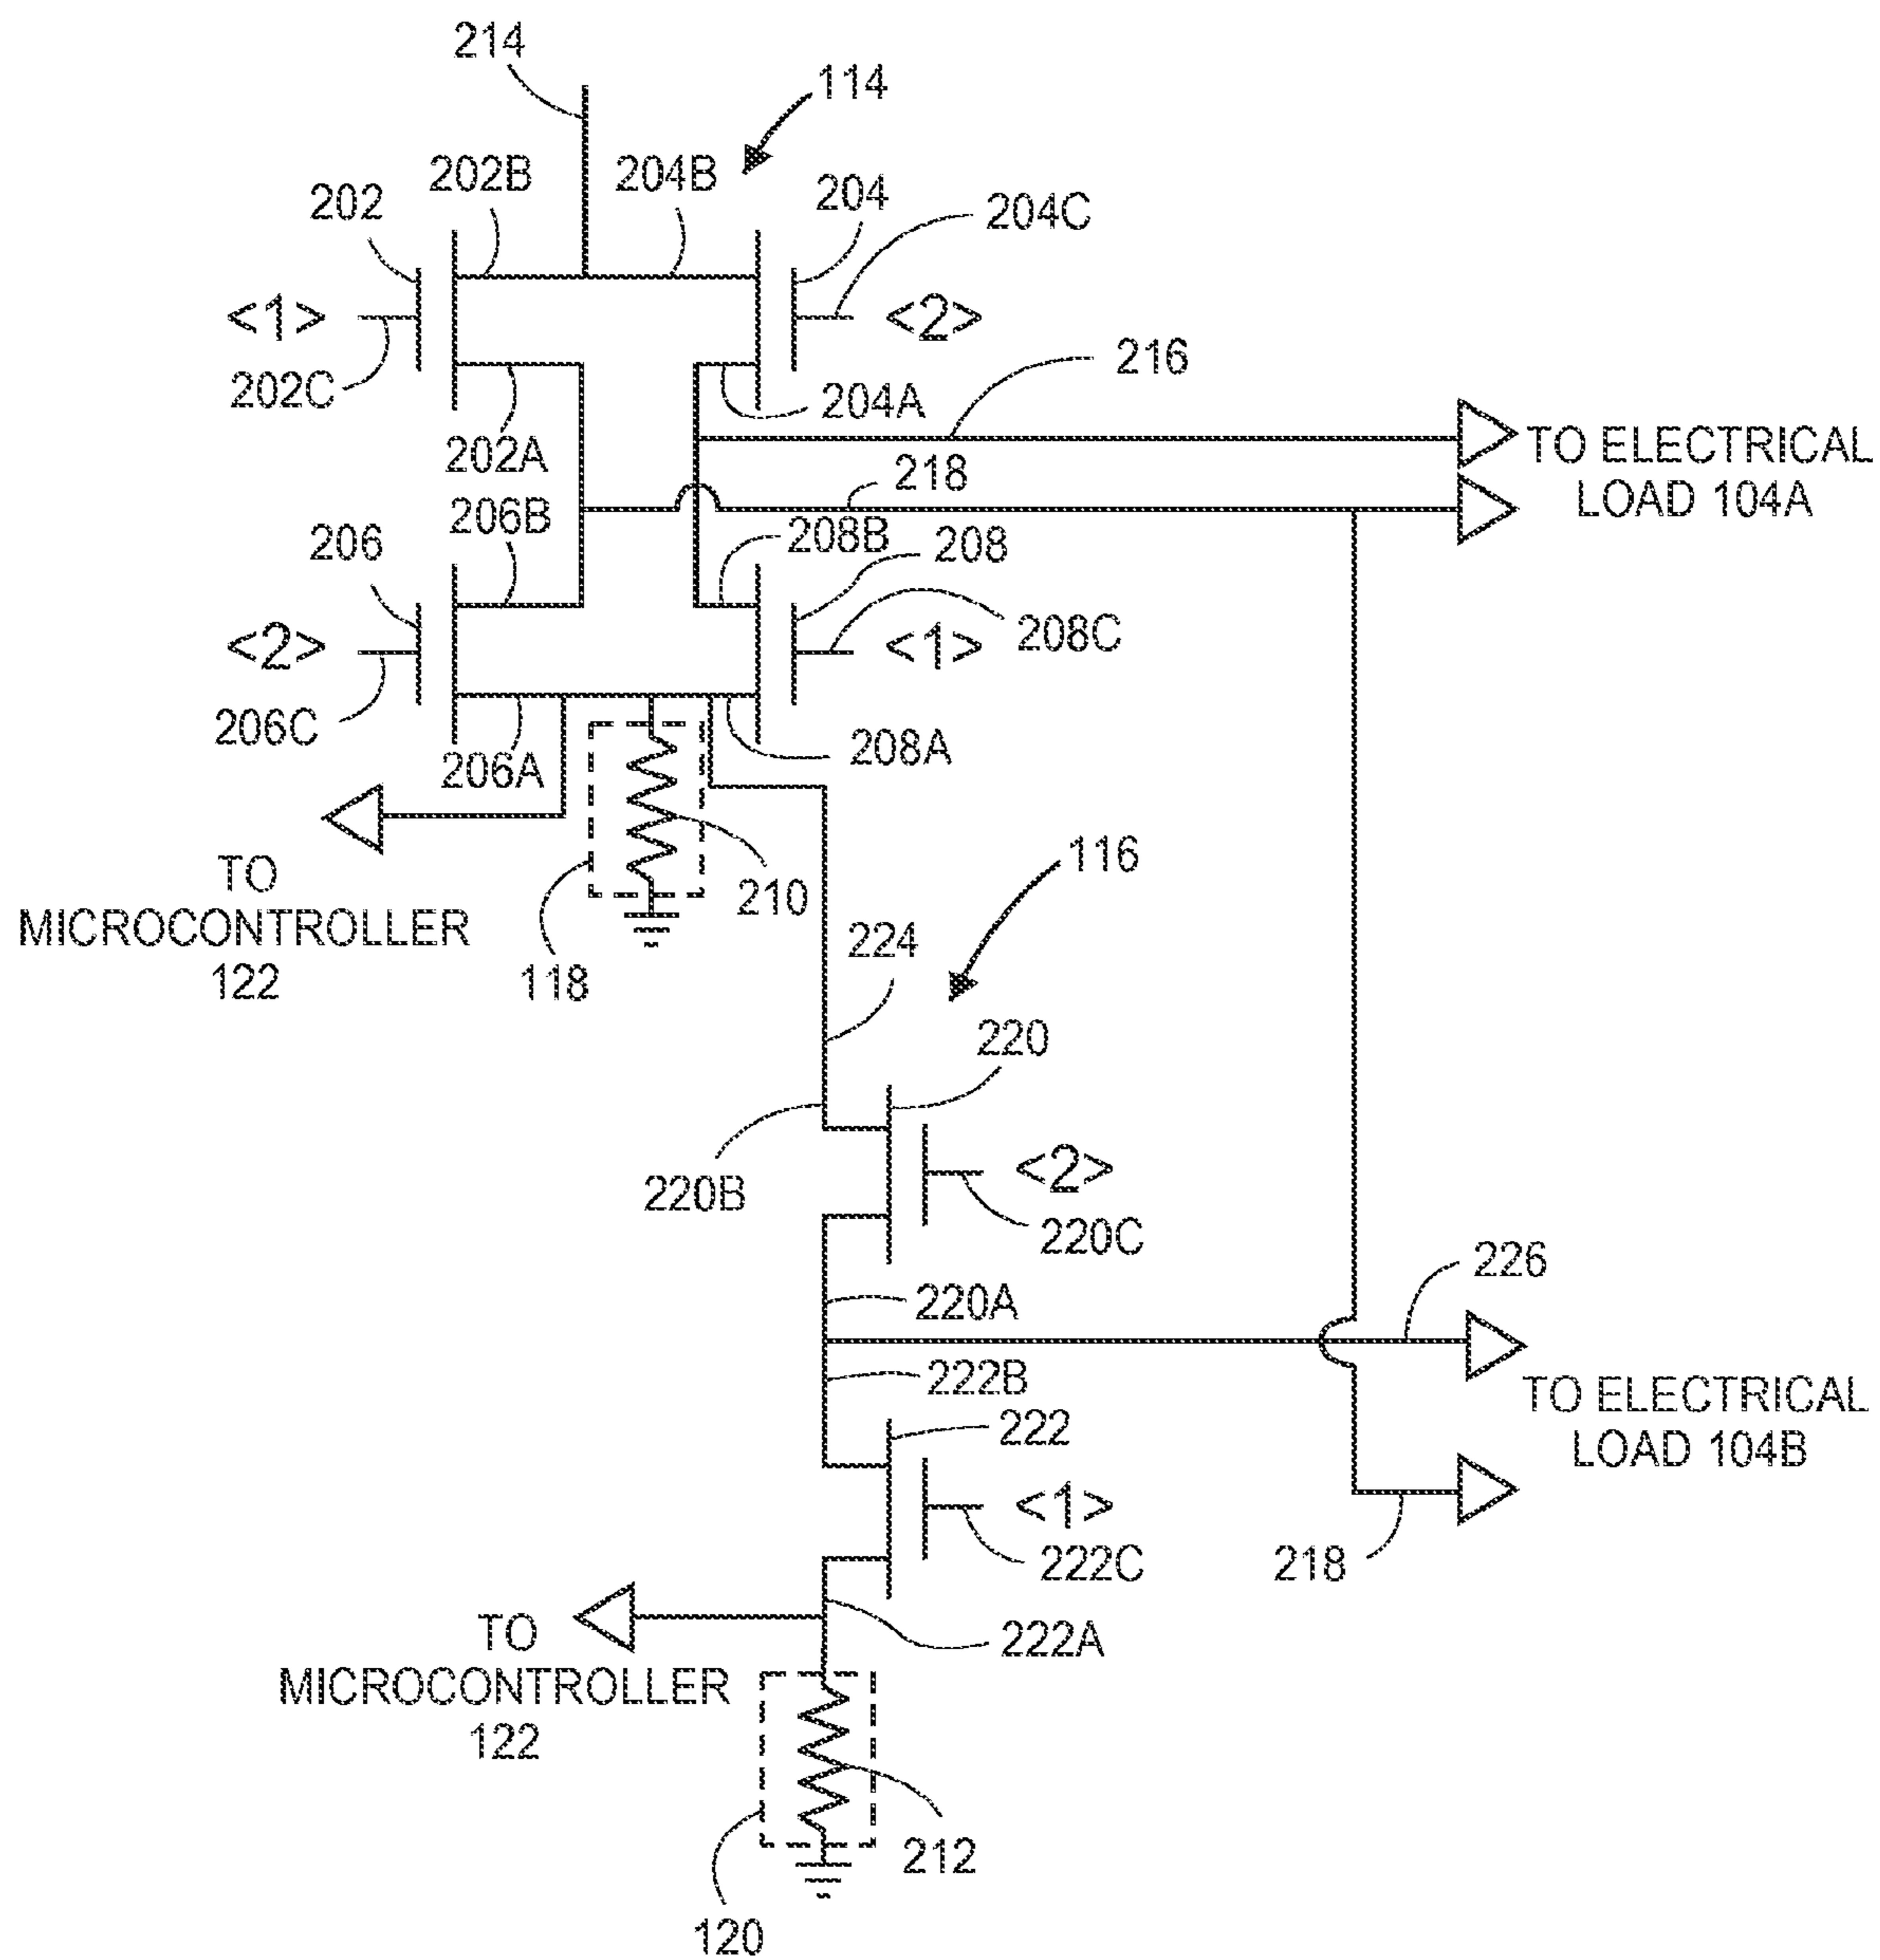 214
114
202B
204B
204
202
204C
<1>
<2>
202C
204A
216
202A
TO ELECTRICAL
LOAD 104A
218
206B
208B
208
206
<2>
<1>
208C
206C
206A
208A
TO
MICROCONTROLLER
122
210
118
116
224
220
<2>
220B
220C
226
220A
222B
TO ELECTRICAL
LOAD 104B
222
<1>
222C
218
222A
TO
MICROCONTROLLER
122
212
120